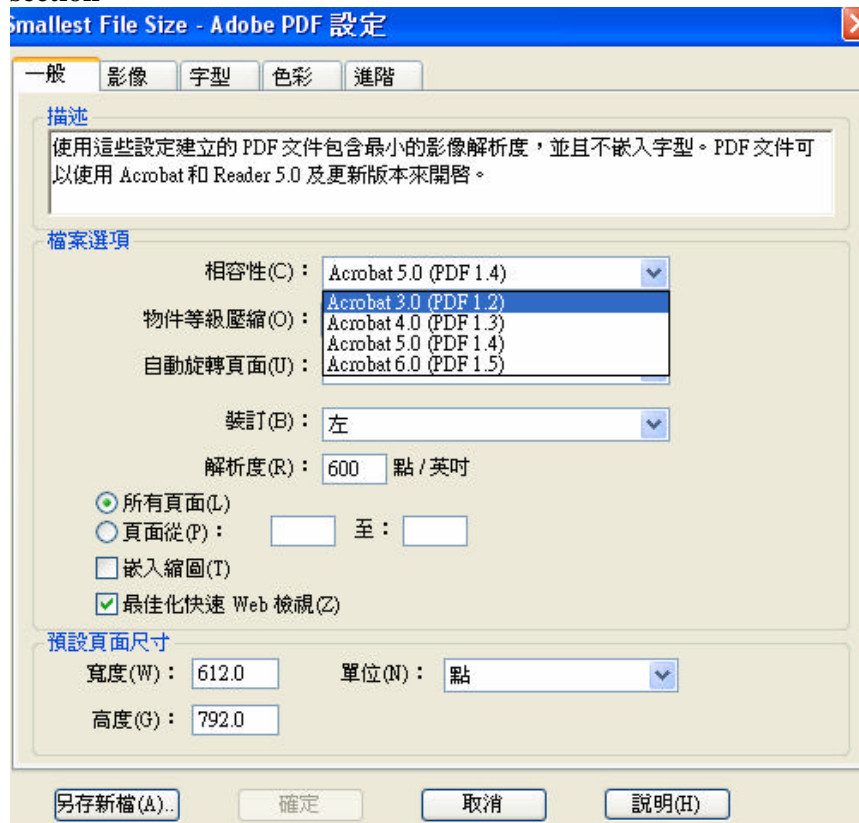 Smallest File Size - Adobe PDF 設定
一般 影像 字型 色彩 進階
描述
使用這些設定建立的 PDF 文件包含最小的影像解析度，並且不嵌入字型。PDF 文件可
以使用 Acrobat 和 Reader 5.0 及更新版本來開啓。
檔案選項
相容性(C)： Acrobat 5.0 (PDF 1.4)
Acrobat 3.0 (PDF 1.2)
物件等級壓縮(O)： Acrobat 4.0 (PDF 1.3)
Acrobat 5.0 (PDF 1.4)
自動旋轉頁面(U)： Acrobat 6.0 (PDF 1.5)
裝訂(B)： 左
解析度(R)： 600 點 / 英吋
所有頁面(L)
頁面從(P)： 至：
嵌入縮圖(T)
最佳化快速 Web 檢視(Z)
預設頁面尺寸
寬度(W)： 612.0 單位(N)： 點
高度(G)： 792.0
另存新檔(A).. 確定 取消 說明(H)